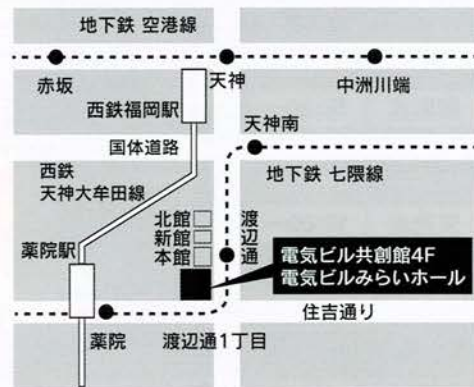 地下鉄 空港線
赤坂
天神
中洲川端
西鉄福岡駅
天神南
国体道路
西鉄
天神大牟田線
地下鉄 七隈線
北館
新館
本館
渡辺通
薬院駅
電気ビル共創館4F
電気ビルみらいホール
住吉通り
薬院
渡辺通1丁目